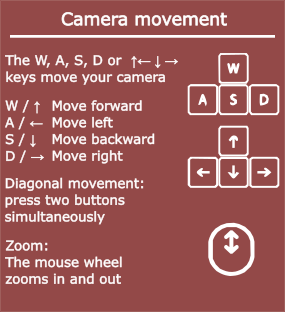 Camera movement
The W, A, S, D or ↑←↓→
keys move your camera
W / ↑ Move forward
A / ← Move left
S / ↓ Move backward
D / → Move right
Diagonal movement:
press two buttons
simultaneously
Zoom:
The mouse wheel
zooms in and out
W
A S D
↑
← ↓ →